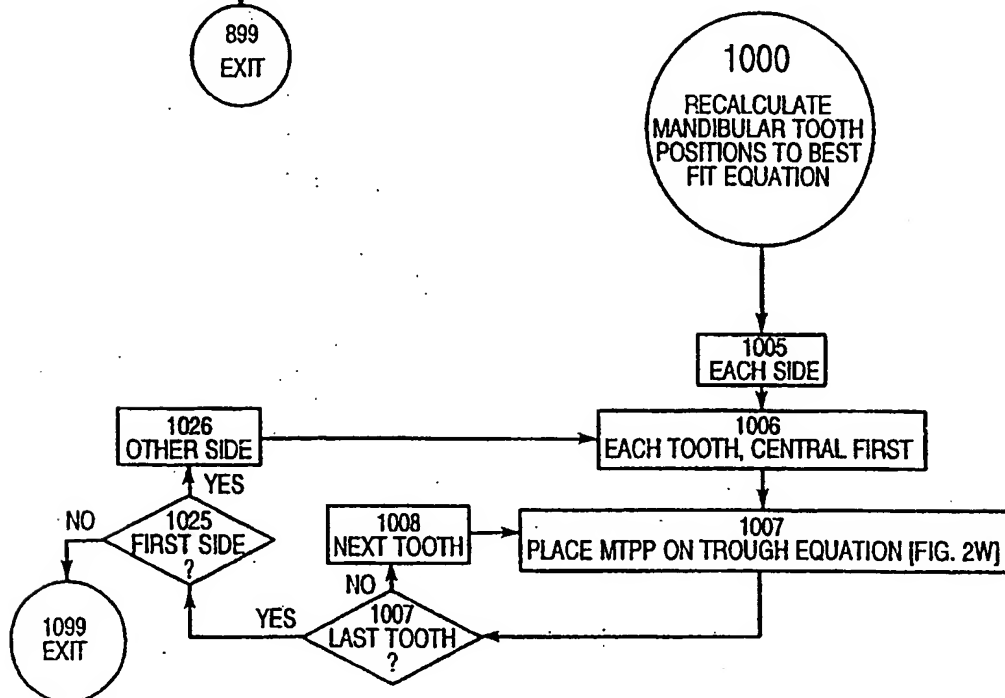 899
EXIT
1000
RECALCULATE
MANDIBULAR TOOTH
POSITIONS TO BEST
FIT EQUATION
1005
EACH SIDE
1006
EACH TOOTH, CENTRAL FIRST
1026
OTHER SIDE
YES
1025
FIRST SIDE
?
NO
1008
NEXT TOOTH
1007
PLACE MTPP ON TROUGH EQUATION [FIG. 2W]
NO
1007
LAST TOOTH
?
YES
1099
EXIT